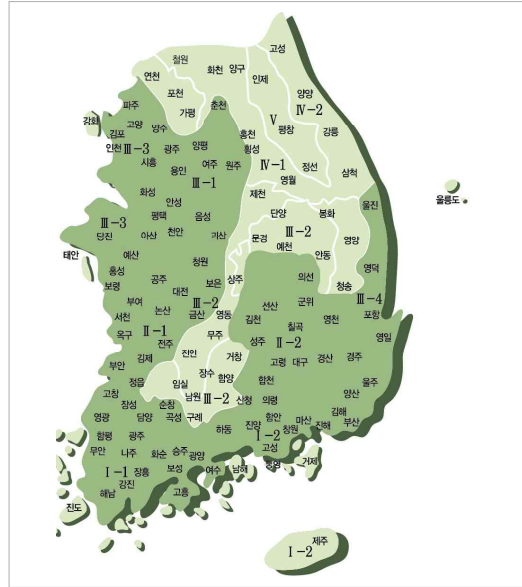 고성
철원
화천 양구
연천
인제
포천
양양
파주
춘천
Ⅳ-2
가평
Ⅴ
강화
고양 양수
평창
강릉
김포
홍천
인천 Ⅲ-3 광주 양평
횡성
시흥
여주 원주
Ⅳ-1
정선
용인
삼척
Ⅲ-1
영월
화성
제천
울진
안성
단양
봉화
울릉도
Ⅲ-3
평택
음성
Ⅲ-2
당진
아산
천안
괴산
문경
예천
영양
태안
예산
청원
안동
홍성
영덕
공주
보은
상주
의선
청송
보령
대전
Ⅲ-2
군위
Ⅲ-4
부여
논산
금산
영동
선산
포항
서천
김천
칠곡
영천
영일
옥구
Ⅱ-1
무주
성주
Ⅱ-2
전주
김제
진안
거창
고령 대구
경산
경주
부안
장수
정읍
임실
함양
합천
울주
고창
남원
Ⅲ-2
산청
의령
양산
장성
순창
김해
영광
담양
곡성
구례
진양
함안
마산
부산
하동
창원
진해
함평
광주
Ⅰ-2
무안
나주
화순
승주
광양
고성
Ⅰ-1
장흥
보성
여수
남해
통영
거제
강진
해남
고흥
진도
제주
Ⅰ-2